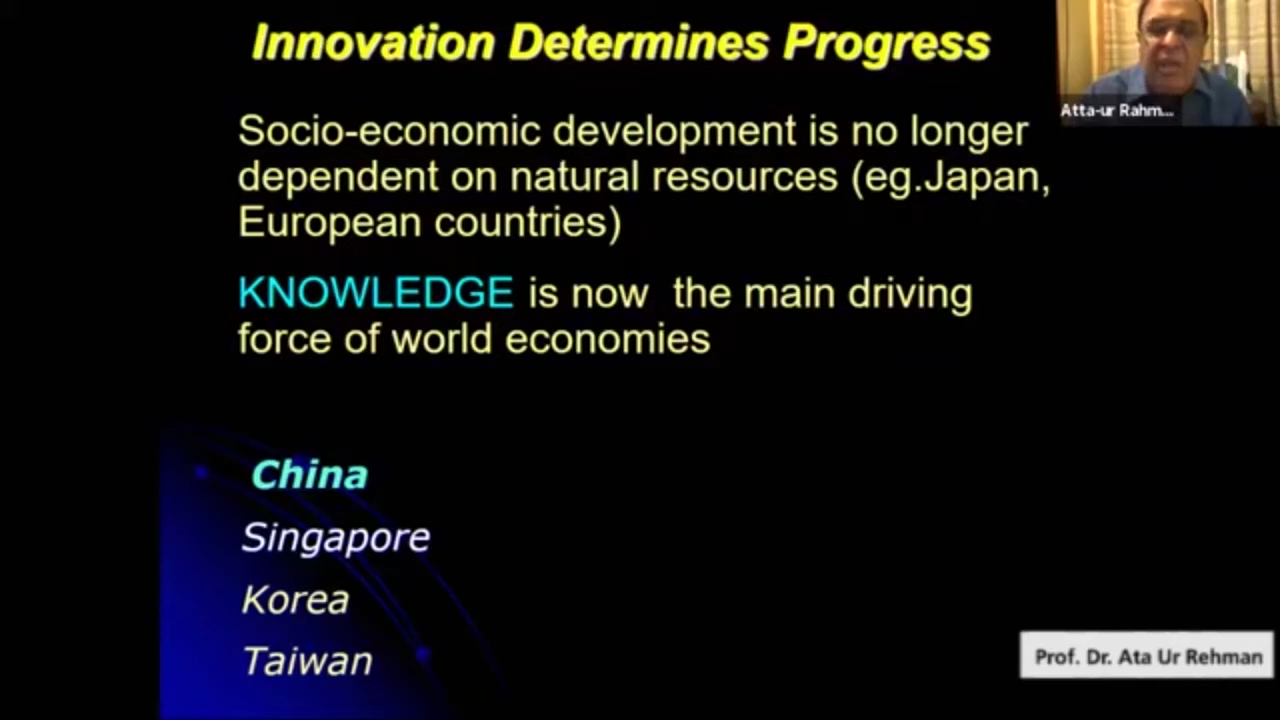 Innovation Determines Progress
Atta-ur Rahm...
Socio-economic development is no longer
dependent on natural resources (eg.Japan,
European countries)
KNOWLEDGE is now the main driving
force of world economies
China
Singapore
Korea
Taiwan
Prof. Dr. Ata Ur Rehman